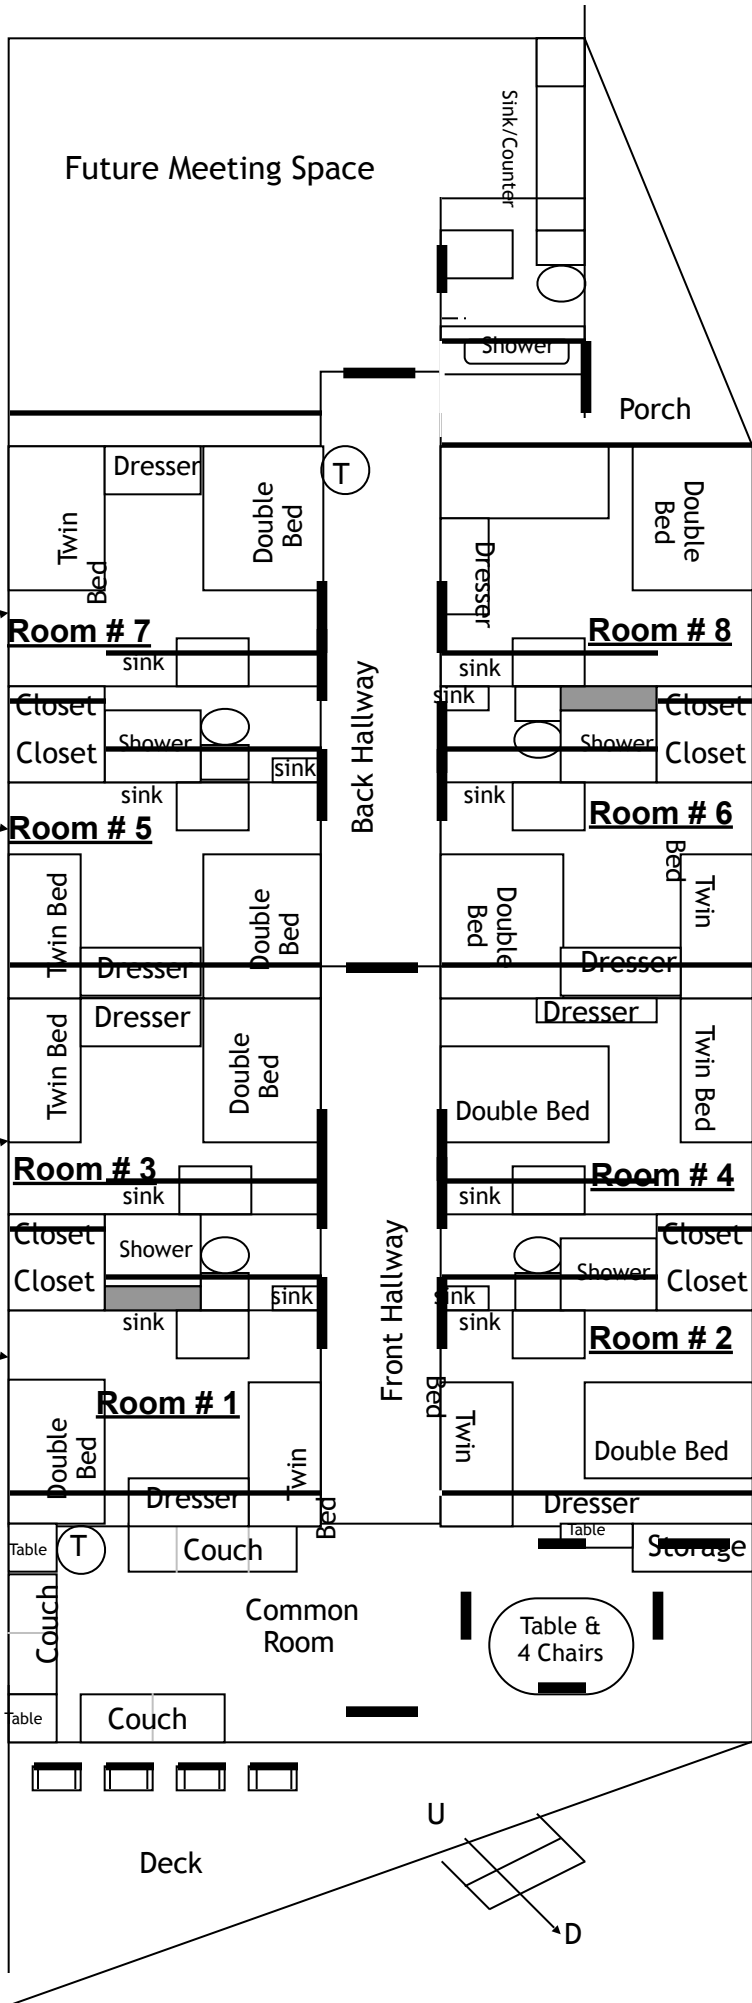 Sink/Counter
Future Meeting Space
Shower
Porch
Dresser
T
Double
Bed
Twin
Bed
Dresser
Double
Bed
Room # 7
Room # 8
sink
sink
sink
Closet
Closet
Closet
Shower
Shower
Closet
Back Hallway
sink
sink
sink
Room # 5
Room # 6
Twin Bed
Double
Bed
Double
Bed
Twin
Bed
Dresser
Dresser
Dresser
Dresser
Twin Bed
Double
Bed
Double Bed
Twin Bed
Room # 3
Room # 4
sink
sink
Closet
Closet
Shower
Closet
Closet
Shower
Front Hallway
sink
sink
sink
sink
Room # 2
Room # 1
Double
Bed
Twin
Bed
Twin
Bed
Double Bed
Dresser
Dresser
Table
T
Couch
Table
Storage
Couch
Common
Room
Table &
4 Chairs
Table
Couch
U
Deck
D